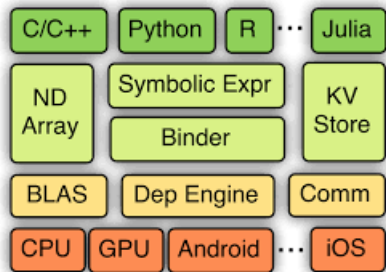 C/C++ Python R ... Julia
ND Array
Symbolic Expr
Binder
KV Store
BLAS Dep Engine Comm
CPU GPU Android ... iOS